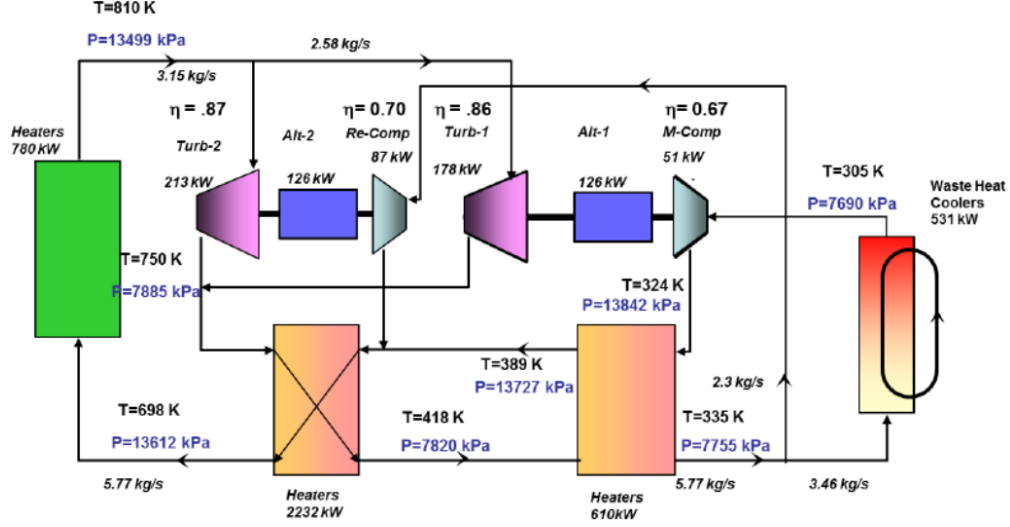 T=810 K
P=13499 kPa
2.58 kg/s
3.15 kg/s
η = .87
η= 0.70
η = .86
η= 0.67
Heaters
780 kW
Turb-2
Alt-2
Re-Comp
Turb-1
Alt-1
M-Comp
87 kW
51 kW
213 kW
126 kW
178 kW
126 kW
T=305 K
P=7690 kPa
Waste Heat
Coolers
531 kW
T=750 K
P=7885 kPa
T=324 K
P=13842 kPa
T=389 K
P=13727 kPa
2.3 kg/s
T=698 K
P=13612 kPa
T=418 K
P=7820 kPa
T=335 K
P=7755 kPa
5.77 kg/s
5.77 kg/s
3.46 kg/s
Heaters
2232 kW
Heaters
610kW